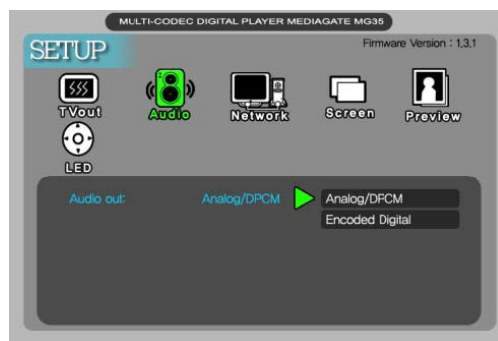 MULTI-CODEC DIGITAL PLAYER MEDIAGATE MG35
SETUP
Firmware Version : 1,3,1
TVout
Audio
Network
Screen
Preview
LED
Audio out:
Analog/DPCM
Analog/DPCM
Encoded Digital